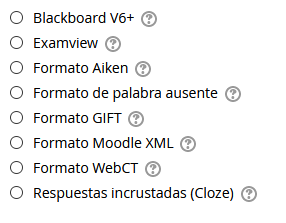 Blackboard V6+
Examview
Formato Aiken
Formato de palabra ausente
Formato GIFT
Formato Moodle XML
Formato WebCT
Respuestas incrustadas (Cloze)